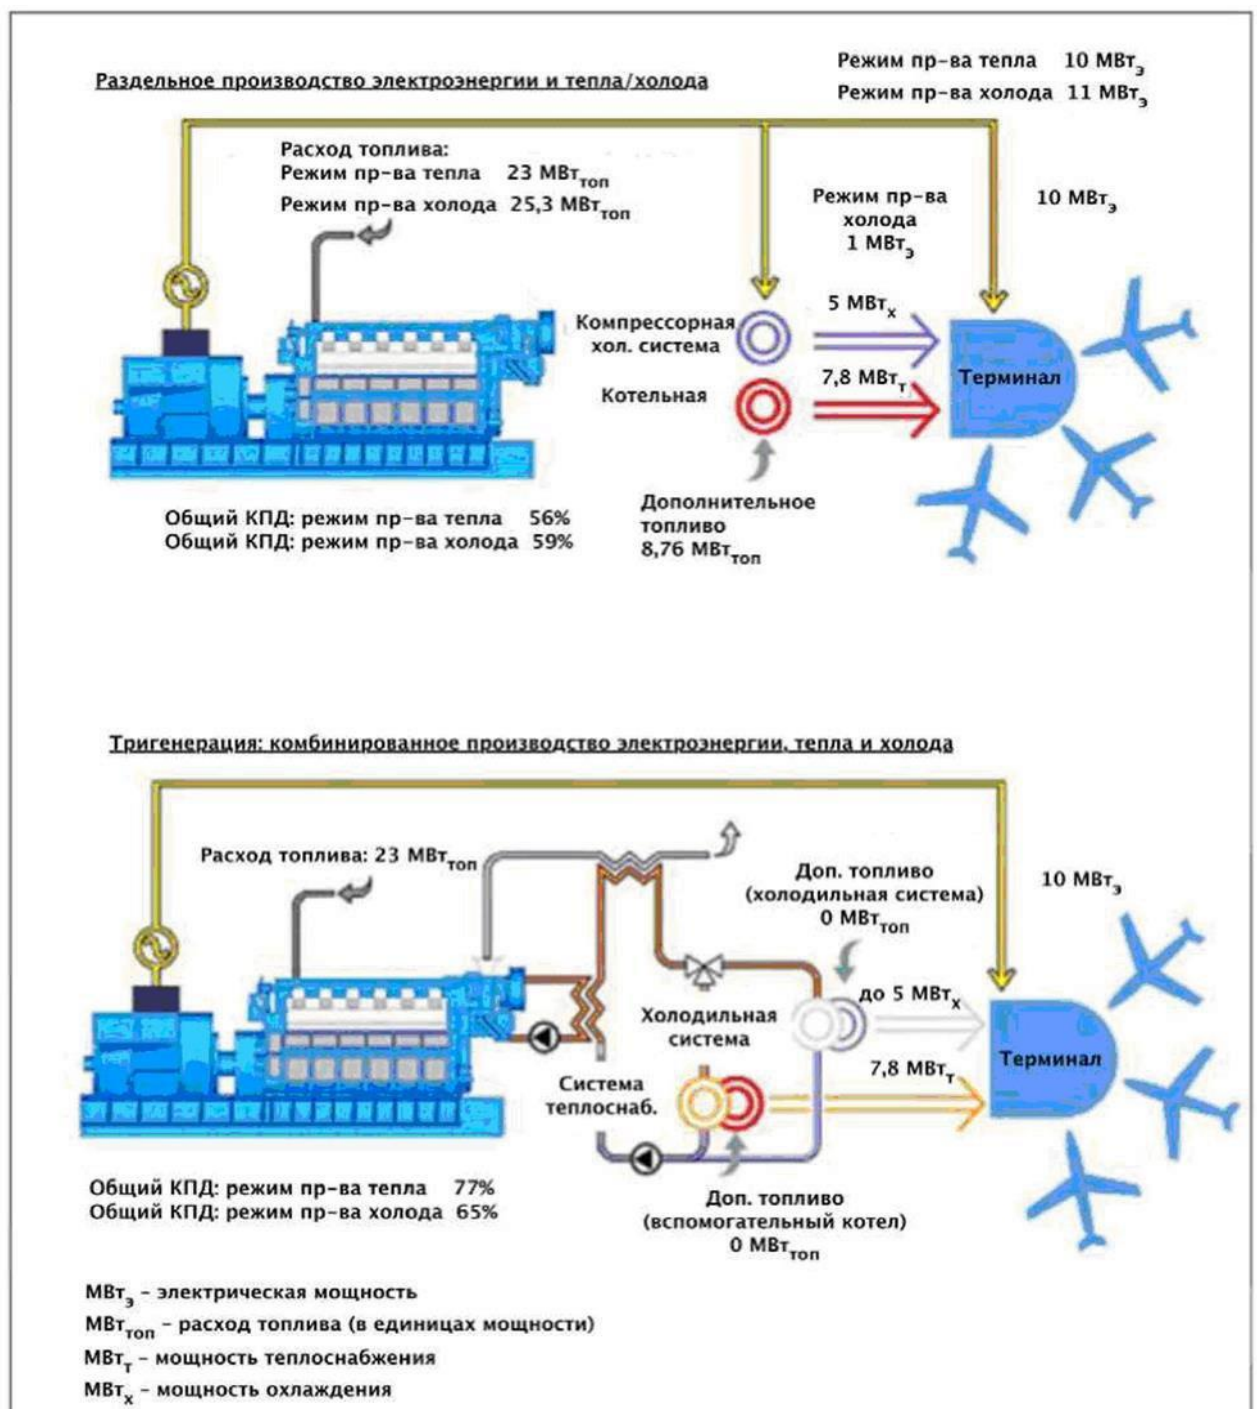 Раздельное производство электроэнергии и тепла/холода
Режим пр-ва тепла 10 МВтэ
Режим пр-ва холода 11 МВтэ
Расход топлива:
Режим пр-ва тепла 23 МВттоп
Режим пр-ва холода 25,3 МВттоп
Режим пр-ва
холода
1 МВтэ
10 МВтэ
Компрессорная
хол. система
5 МВтх
Котельная
7,8 МВтт
Терминал
Дополнительное
топливо
8,76 МВттоп
Общий КПД: режим пр-ва тепла 56%
Общий КПД: режим пр-ва холода 59%
Тригенерация: комбинированное производство электроэнергии, тепла и холода
Расход топлива: 23 МВттоп
Доп. топливо
(холодильная система)
0 МВттоп
10 МВтэ
Холодильная
система
до 5 МВтх
Система
теплоснаб.
7,8 МВтт
Терминал
Доп. топливо
(вспомогательный котел)
0 МВттоп
Общий КПД: режим пр-ва тепла 77%
Общий КПД: режим пр-ва холода 65%
МВтэ – электрическая мощность
МВттоп – расход топлива (в единицах мощности)
МВтт – мощность теплоснабжения
МВтх – мощность охлаждения